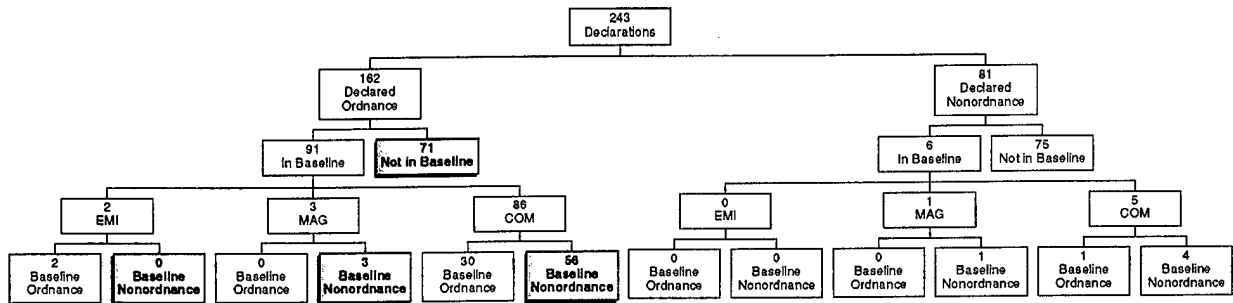 243
Declarations
162
Declared
Ordnance
81
Declared
Nonordnance
91
In Baseline
71
Not in Baseline
6
In Baseline
75
Not in Baseline
2
EMI
3
MAG
86
COM
0
EMI
1
MAG
5
COM
2
Baseline
Ordnance
0
Baseline
Nonordnance
0
Baseline
Ordnance
3
Baseline
Nonordnance
30
Baseline
Ordnance
56
Baseline
Nonordnance
0
Baseline
Ordnance
0
Baseline
Nonordnance
0
Baseline
Ordnance
1
Baseline
Nonordnance
1
Baseline
Ordnance
4
Baseline
Nonordnance